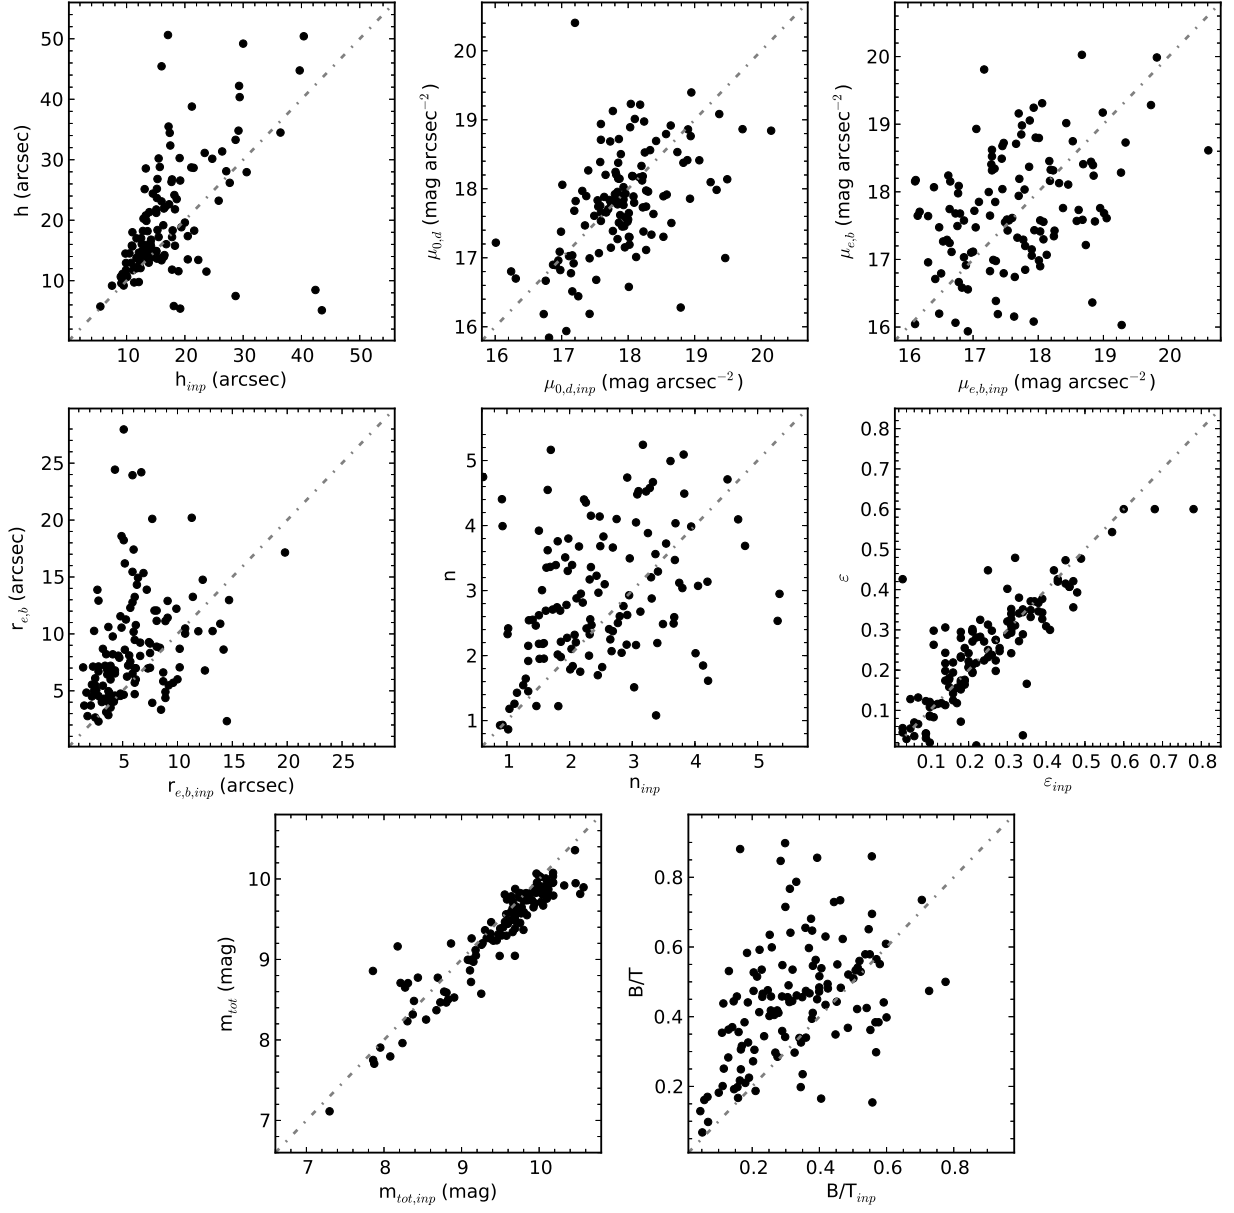 50
40
30
20
10
h (arcsec)
10 20 30 40 50
h_inp (arcsec)
20
19
18
17
16
μ_0,d (mag arcsec⁻²)
16 17 18 19 20
μ_0,d,inp (mag arcsec⁻²)
20
19
18
17
16
μ_e,b (mag arcsec⁻²)
16 17 18 19 20
μ_e,b,inp (mag arcsec⁻²)
25
20
15
10
5
r_e,b (arcsec)
5 10 15 20 25
r_e,b,inp (arcsec)
5
4
3
2
1
n
1 2 3 4 5
n_inp
0.8
0.7
0.6
0.5
0.4
0.3
0.2
0.1
ε
0.1 0.2 0.3 0.4 0.5 0.6 0.7 0.8
ε_inp
10
9
8
7
m_tot (mag)
7 8 9 10
m_tot,inp (mag)
0.8
0.6
0.4
0.2
B/T
0.2 0.4 0.6 0.8
B/T_inp